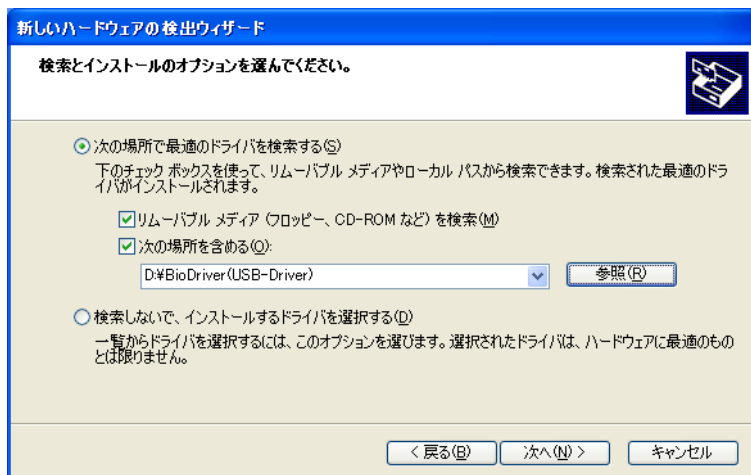 新しいハードウェアの検出ウィザード
検索とインストールのオプションを選んでください。
次の場所で最適のドライバを検索する(S)
下のチェック ボックスを使って、リムーバブル メディアやローカル パスから検索できます。検索された最適のドラ
イバがインストールされます。
リムーバブル メディア (フロッピー、CD-ROM など) を検索(M)
次の場所を含める(O):
D:¥BioDriver(USB-Driver)
参照(R)
検索しないで、インストールするドライバを選択する(D)
一覧からドライバを選択するには、このオプションを選びます。選択されたドライバは、ハードウェアに最適のもの
とは限りません。
< 戻る(B)
次へ(N) >
キャンセル